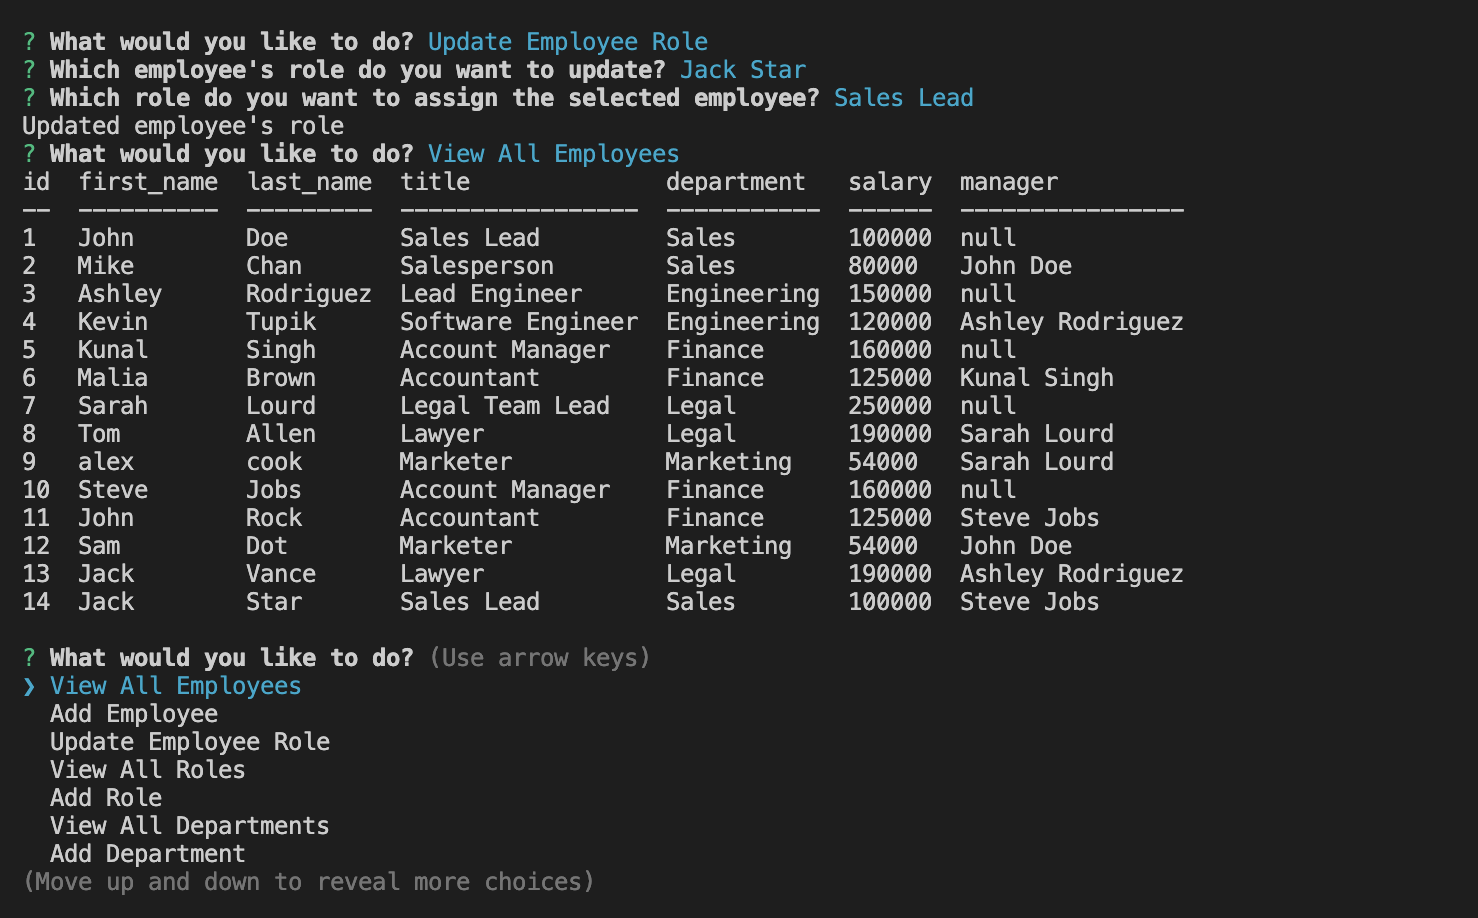 ? What would you like to do? Update Employee Role
? Which employee's role do you want to update? Jack Star
? Which role do you want to assign the selected employee? Sales Lead
Updated employee's role
? What would you like to do? View All Employees
id  first_name  last_name  title              department   salary  manager
--  ----------  ---------  -----------------  -----------  ------  ----------------
1   John        Doe        Sales Lead         Sales        100000  null
2   Mike        Chan       Salesperson        Sales        80000   John Doe
3   Ashley      Rodriguez  Lead Engineer      Engineering  150000  null
4   Kevin       Tupik      Software Engineer  Engineering  120000  Ashley Rodriguez
5   Kunal       Singh      Account Manager    Finance      160000  null
6   Malia       Brown      Accountant         Finance      125000  Kunal Singh
7   Sarah       Lourd      Legal Team Lead    Legal        250000  null
8   Tom         Allen      Lawyer             Legal        190000  Sarah Lourd
9   alex        cook       Marketer           Marketing    54000   Sarah Lourd
10  Steve       Jobs       Account Manager    Finance      160000  null
11  John        Rock       Accountant         Finance      125000  Steve Jobs
12  Sam         Dot        Marketer           Marketing    54000   John Doe
13  Jack        Vance      Lawyer             Legal        190000  Ashley Rodriguez
14  Jack        Star       Sales Lead         Sales        100000  Steve Jobs
? What would you like to do? (Use arrow keys)
❯ View All Employees
  Add Employee
  Update Employee Role
  View All Roles
  Add Role
  View All Departments
  Add Department
(Move up and down to reveal more choices)